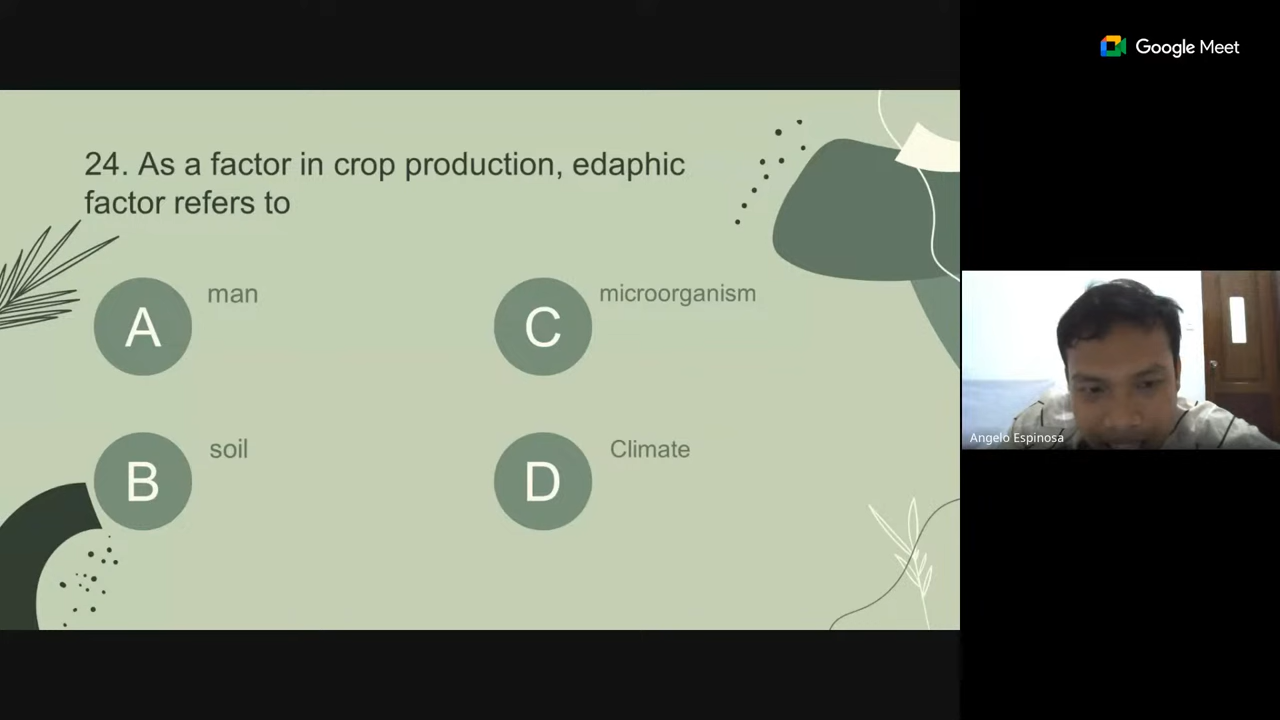 Google Meet
24. As a factor in crop production, edaphic
factor refers to
A
man
C
microorganism
B
soil
D
Climate
Angelo Espinosa